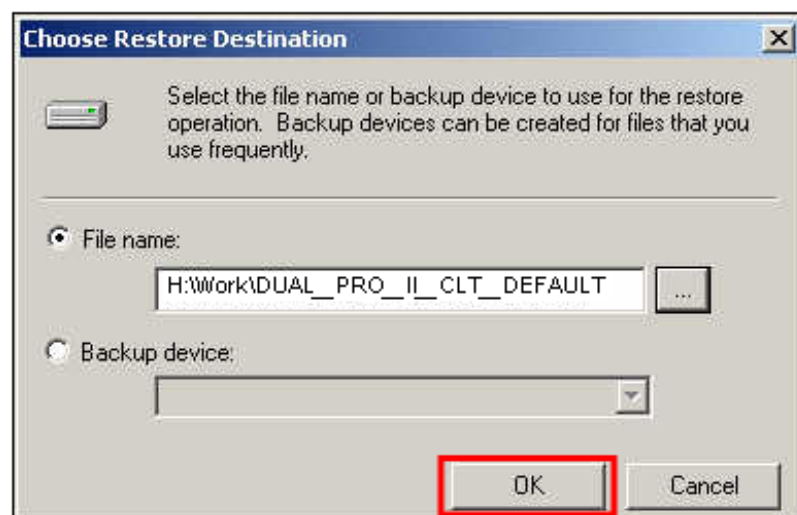 Choose Restore Destination
Select the file name or backup device to use for the restore
operation. Backup devices can be created for files that you
use frequently.
File name:
H:\Work\DUAL__PRO__II__CLT__DEFAULT
...
Backup device:
OK
Cancel